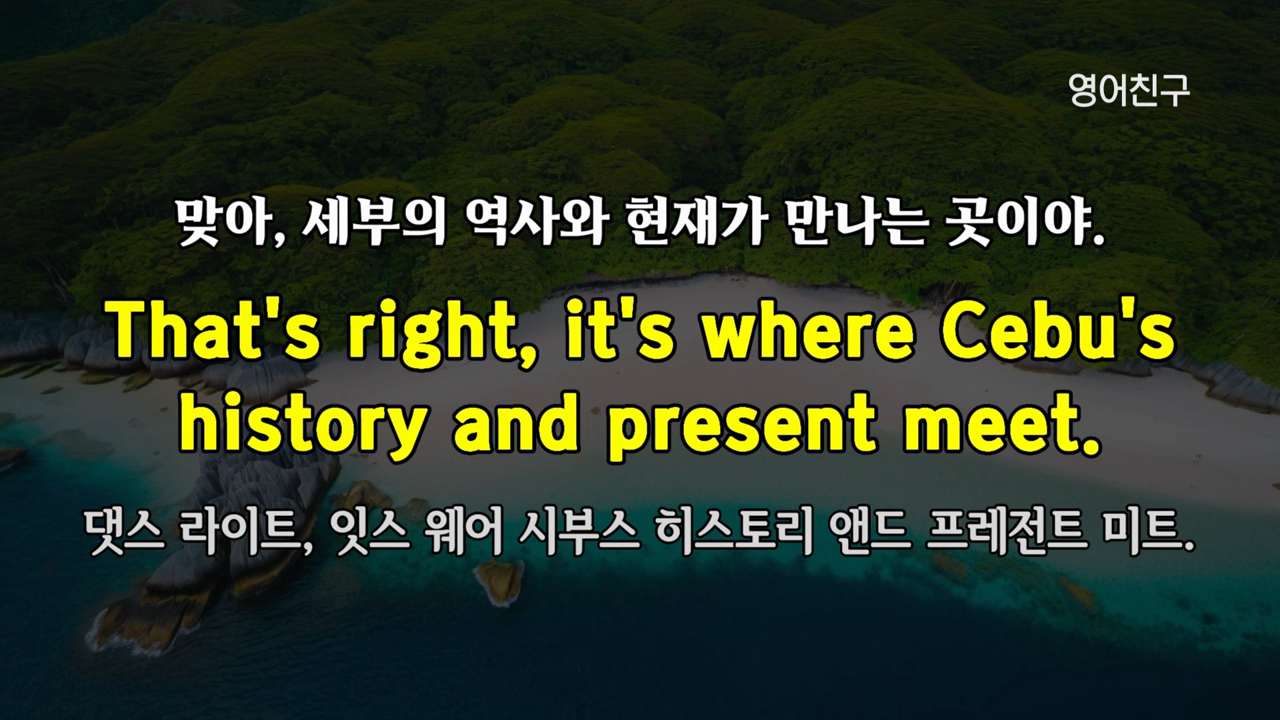 영어친구
맞아, 세부의 역사와 현재가 만나는 곳이야.
That's right, it's where Cebu's
history and present meet.
댓스 라이트, 잇스 웨어 시부스 히스토리 앤드 프레전트 미트.